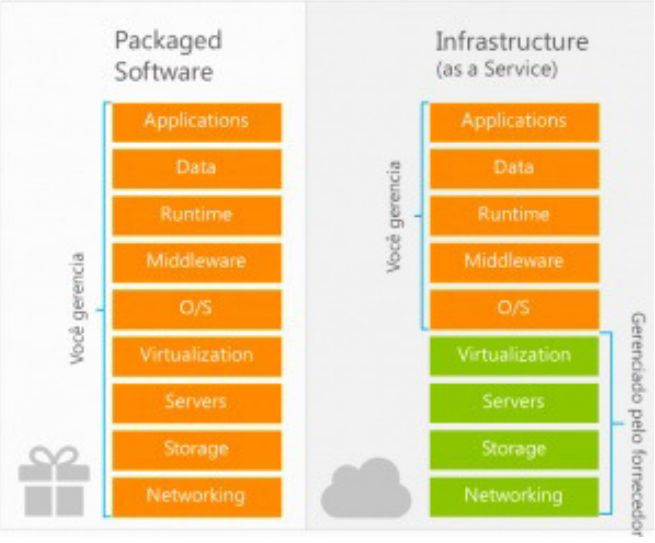 Packaged
Software
Você gerencia
Applications
Data
Runtime
Middleware
O/S
Virtualization
Servers
Storage
Networking
Infrastructure
(as a Service)
Você gerencia
Applications
Data
Runtime
Middleware
O/S
Virtualization
Servers
Storage
Networking
Gerenciado pelo fornecedor